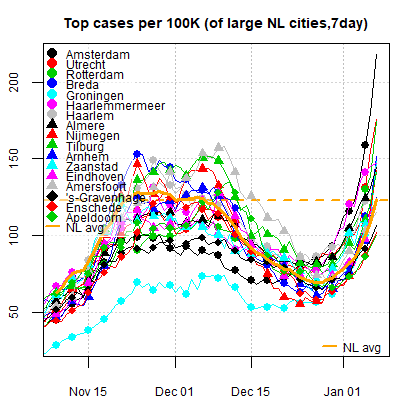 Top cases per 100K (of large NL cities,7day)
Amsterdam
Utrecht
Rotterdam
Breda
Groningen
Haarlemmermeer
Haarlem
Almere
Nijmegen
Tilburg
Arnhem
Zaanstad
Eindhoven
Amersfoort
's-Gravenhage
Enschede
Apeldoorn
NL avg
200
150
100
50
NL avg
Nov 15
Dec 01
Dec 15
Jan 01